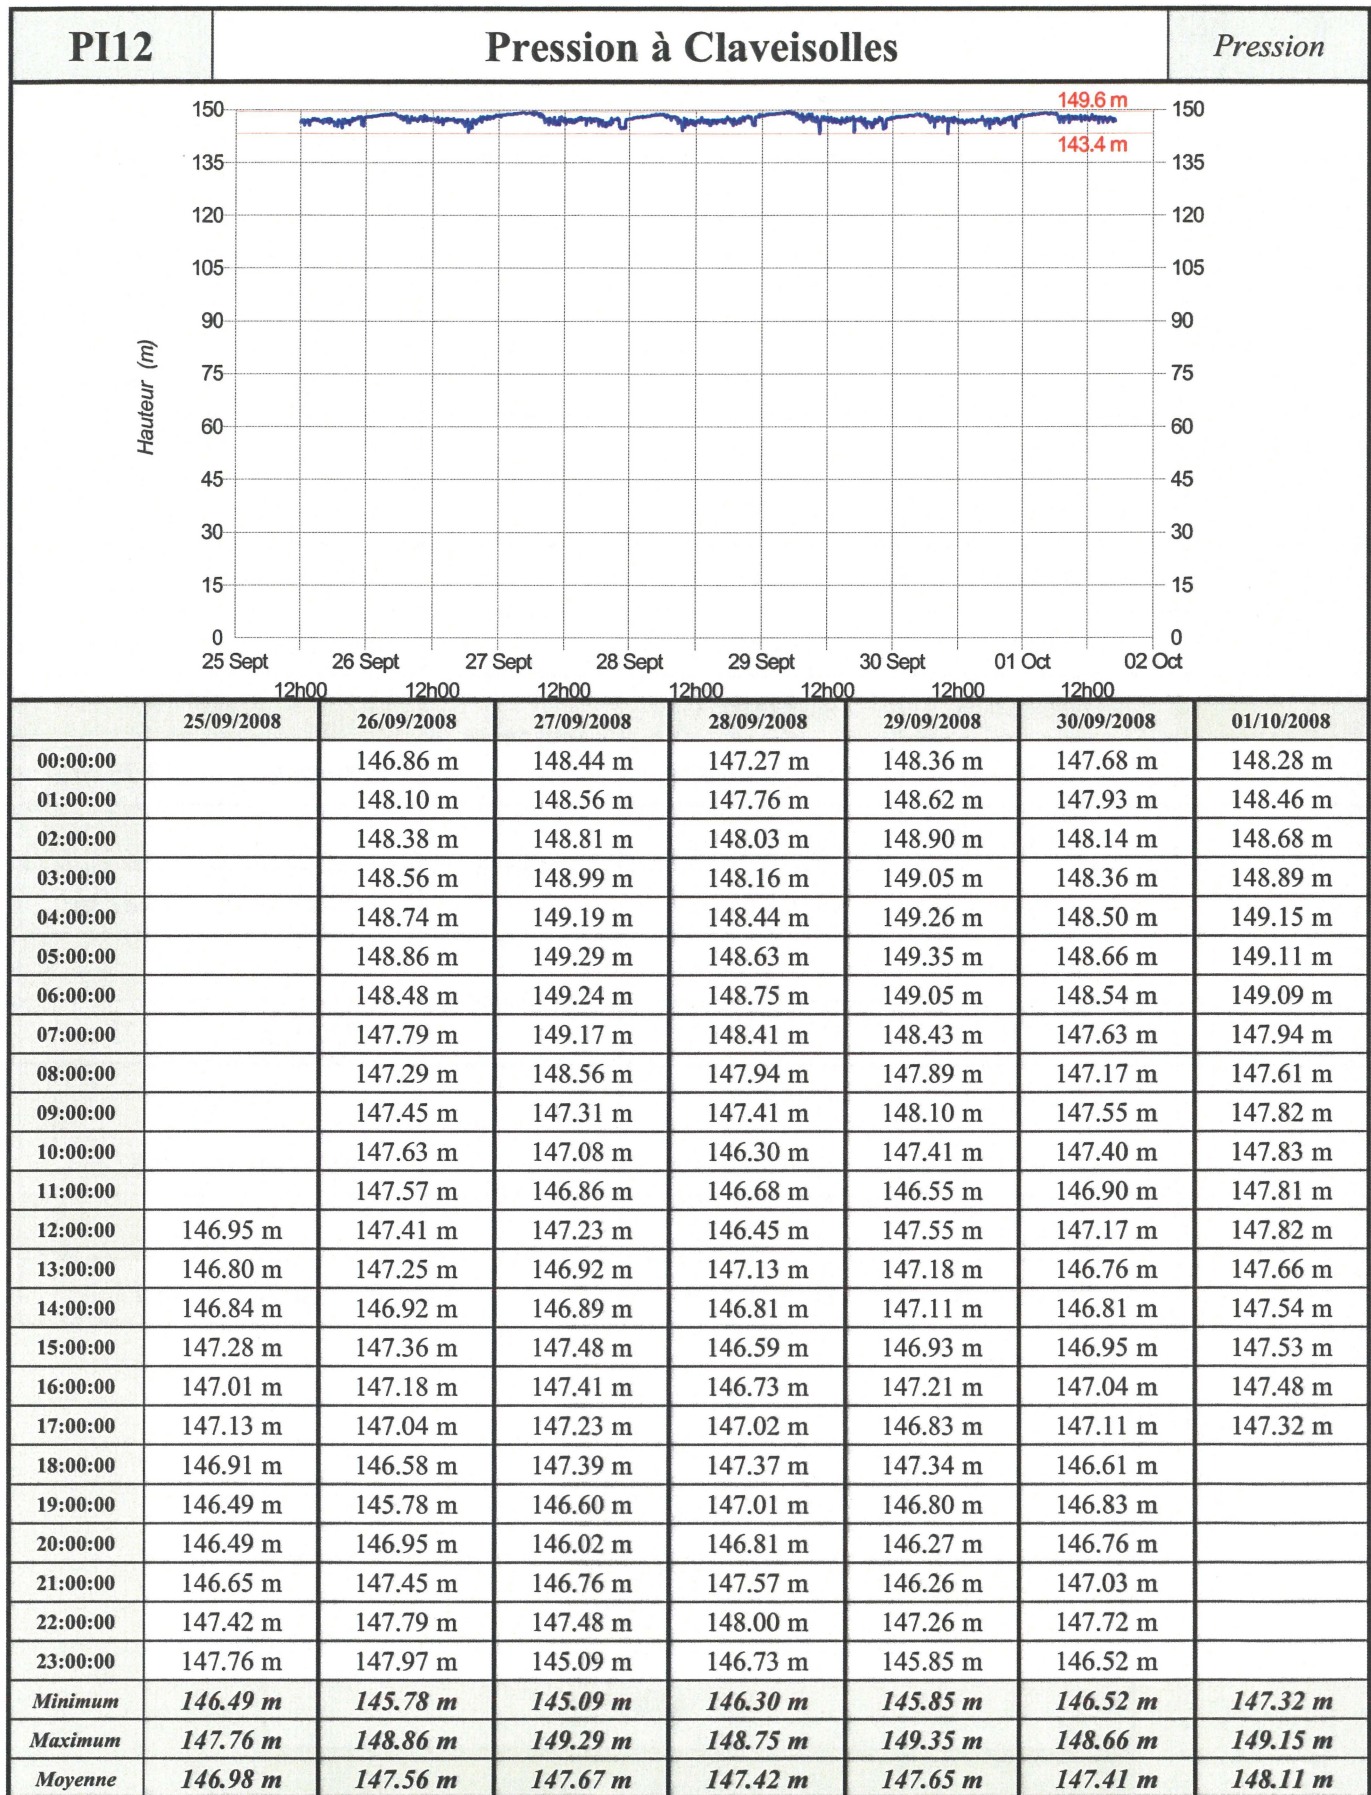 PI12 Pression à Claveisolles Pression
150 149.6 m 150
143.4 m
135 135
120 120
105 105
90 90
75 75
60 60
45 45
30 30
15 15
0 0
Hauteur (m)
25 Sept 26 Sept 27 Sept 28 Sept 29 Sept 30 Sept 01 Oct 02 Oct
12h00 12h00 12h00 12h00 12h00 12h00 12h00
25/09/2008 26/09/2008 27/09/2008 28/09/2008 29/09/2008 30/09/2008 01/10/2008
00:00:00 146.86 m 148.44 m 147.27 m 148.36 m 147.68 m 148.28 m
01:00:00 148.10 m 148.56 m 147.76 m 148.62 m 147.93 m 148.46 m
02:00:00 148.38 m 148.81 m 148.03 m 148.90 m 148.14 m 148.68 m
03:00:00 148.56 m 148.99 m 148.16 m 149.05 m 148.36 m 148.89 m
04:00:00 148.74 m 149.19 m 148.44 m 149.26 m 148.50 m 149.15 m
05:00:00 148.86 m 149.29 m 148.63 m 149.35 m 148.66 m 149.11 m
06:00:00 148.48 m 149.24 m 148.75 m 149.05 m 148.54 m 149.09 m
07:00:00 147.79 m 149.17 m 148.41 m 148.43 m 147.63 m 147.94 m
08:00:00 147.29 m 148.56 m 147.94 m 147.89 m 147.17 m 147.61 m
09:00:00 147.45 m 147.31 m 147.41 m 148.10 m 147.55 m 147.82 m
10:00:00 147.63 m 147.08 m 146.30 m 147.41 m 147.40 m 147.83 m
11:00:00 147.57 m 146.86 m 146.68 m 146.55 m 146.90 m 147.81 m
12:00:00 146.95 m 147.41 m 147.23 m 146.45 m 147.55 m 147.17 m 147.82 m
13:00:00 146.80 m 147.25 m 146.92 m 147.13 m 147.18 m 146.76 m 147.66 m
14:00:00 146.84 m 146.92 m 146.89 m 146.81 m 147.11 m 146.81 m 147.54 m
15:00:00 147.28 m 147.36 m 147.48 m 146.59 m 146.93 m 146.95 m 147.53 m
16:00:00 147.01 m 147.18 m 147.41 m 146.73 m 147.21 m 147.04 m 147.48 m
17:00:00 147.13 m 147.04 m 147.23 m 147.02 m 146.83 m 147.11 m 147.32 m
18:00:00 146.91 m 146.58 m 147.39 m 147.37 m 147.34 m 146.61 m
19:00:00 146.49 m 145.78 m 146.60 m 147.01 m 146.80 m 146.83 m
20:00:00 146.49 m 146.95 m 146.02 m 146.81 m 146.27 m 146.76 m
21:00:00 146.65 m 147.45 m 146.76 m 147.57 m 146.26 m 147.03 m
22:00:00 147.42 m 147.79 m 147.48 m 148.00 m 147.26 m 147.72 m
23:00:00 147.76 m 147.97 m 145.09 m 146.73 m 145.85 m 146.52 m
Minimum 146.49 m 145.78 m 145.09 m 146.30 m 145.85 m 146.52 m 147.32 m
Maximum 147.76 m 148.86 m 149.29 m 148.75 m 149.35 m 148.66 m 149.15 m
Moyenne 146.98 m 147.56 m 147.67 m 147.42 m 147.65 m 147.41 m 148.11 m